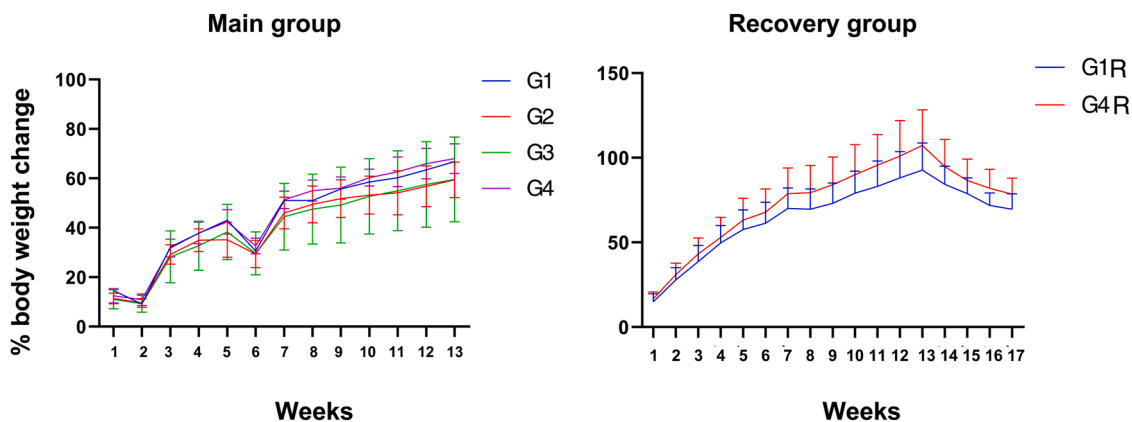 Main group
% body weight change
100
80
60
40
20
0
1 2 3 4 5 6 7 8 9 10 11 12 13
Weeks
G1
G2
G3
G4
Recovery group
150
100
50
0
1 2 3 4 5 6 7 8 9 10 11 12 13 14 15 16 17
Weeks
G1R
G4R